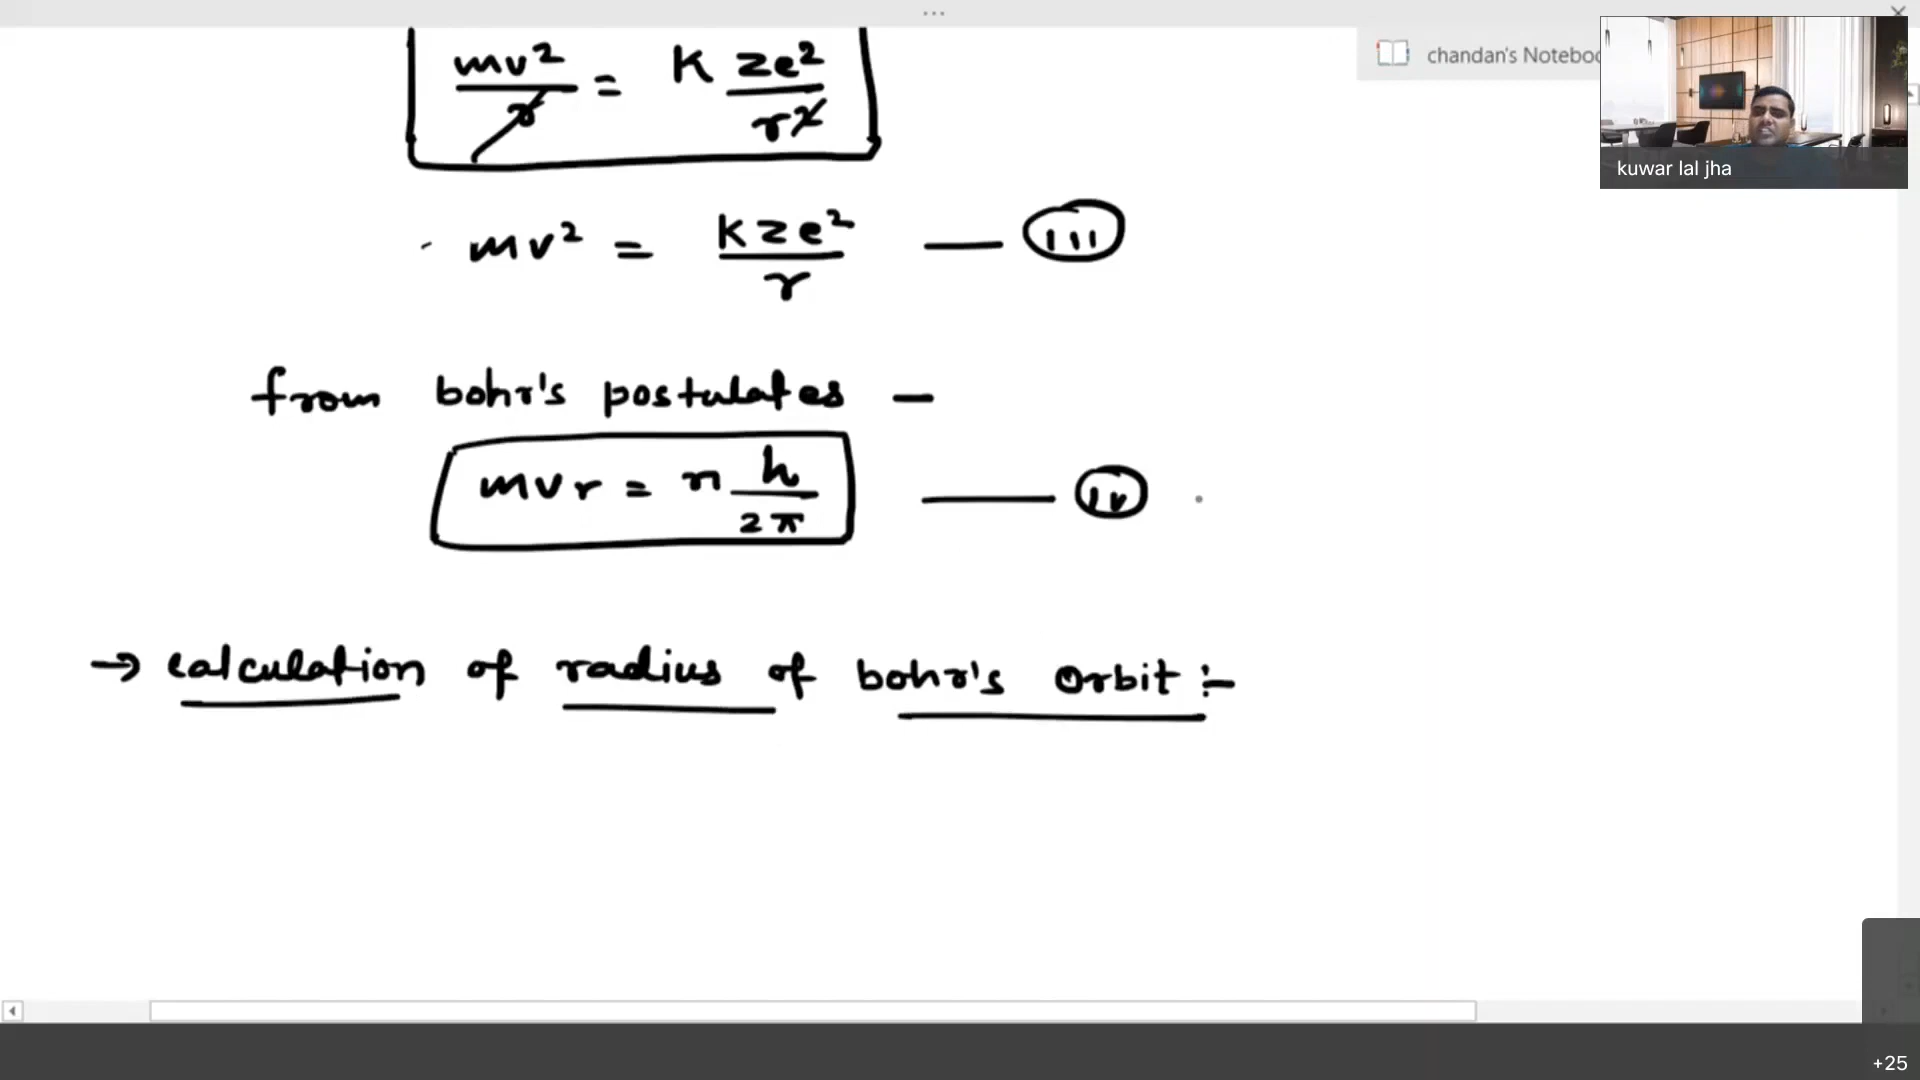 mv² / r = K ze² / r²
chandan's Noteboo
kuwar lal jha
mv² = Kze² / r — (iii)
from bohr's postulates –
mvr = n h / 2π — (iv)
→ calculation of radius of bohr's orbit :-
+25